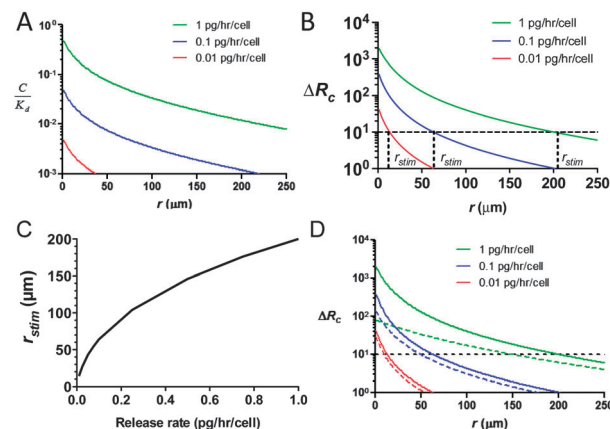 A
1 pg/hr/cell
0.1 pg/hr/cell
0.01 pg/hr/cell
10⁰
10⁻¹
10⁻²
10⁻³
C
K_d
0 50 100 150 200 250
r (μm)
B
1 pg/hr/cell
0.1 pg/hr/cell
0.01 pg/hr/cell
10⁴
10³
10²
10¹
10⁰
ΔR_c
r_stim r_stim r_stim
0 50 100 150 200 250
r (μm)
C
200
150
100
50
0
r_stim (μm)
0.0 0.2 0.4 0.6 0.8 1.0
Release rate (pg/hr/cell)
D
1 pg/hr/cell
0.1 pg/hr/cell
0.01 pg/hr/cell
10⁴
10³
10²
10¹
10⁰
ΔR_c
0 50 100 150 200 250
r (μm)